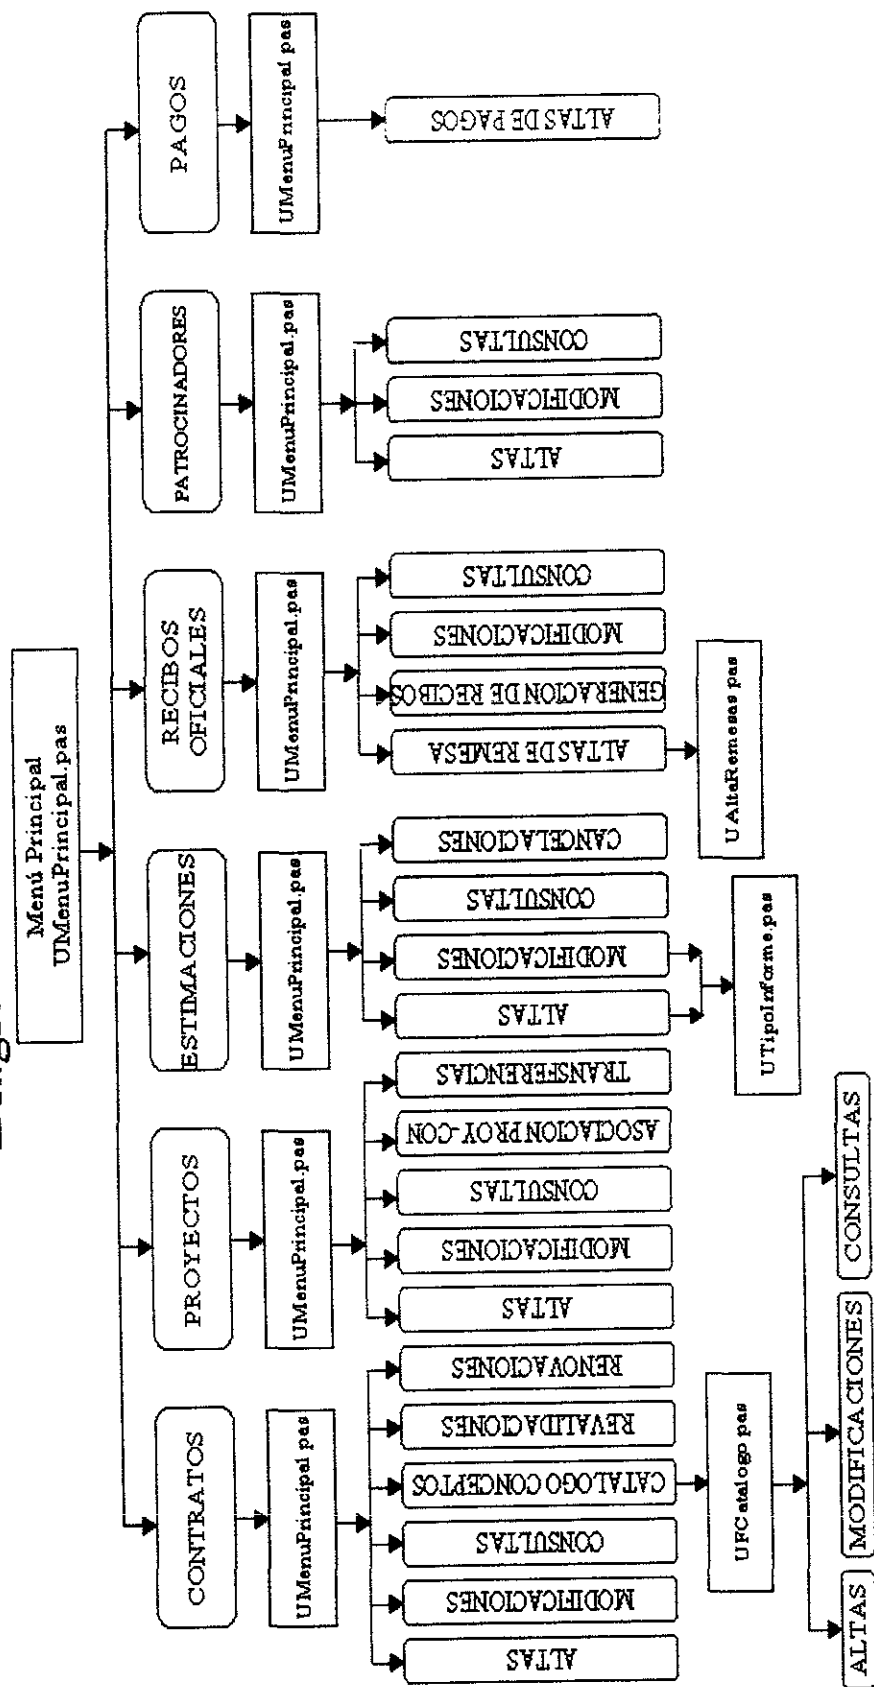 Menú Principal
UMenuPrincipal.pas
CONTRATOS
PROYECTOS
ESTIMACIONES
RECIBOS
OFICIALES
PATROCINADORES
PAGOS
UMenuPrincipal pas
UMenuPrincipal.pas
UMenuPrincipal.pas
UMenuPrincipal.pas
UMenuPrincipal.pas
UMenuPrincipal pas
ALTAS
MODIFICACIONES
CONSULTAS
CATALOGO CONCEPTOS
REVALIDACIONES
RENOVACIONES
ALTAS
MODIFICACIONES
CONSULTAS
ASOCIACION PROY-CON
TRANSFERENCIAS
ALTAS
MODIFICACIONES
CONSULTAS
CANCELACIONES
ALTAS DE REMESA
GENERACION DE RECIBOS
MODIFICACIONES
CONSULTAS
ALTAS
MODIFICACIONES
CONSULTAS
ALTAS DE PAGOS
UFCatalogo pas
UTipoInforme.pas
UAltaRemesas pas
ALTAS
MODIFICACIONES
CONSULTAS